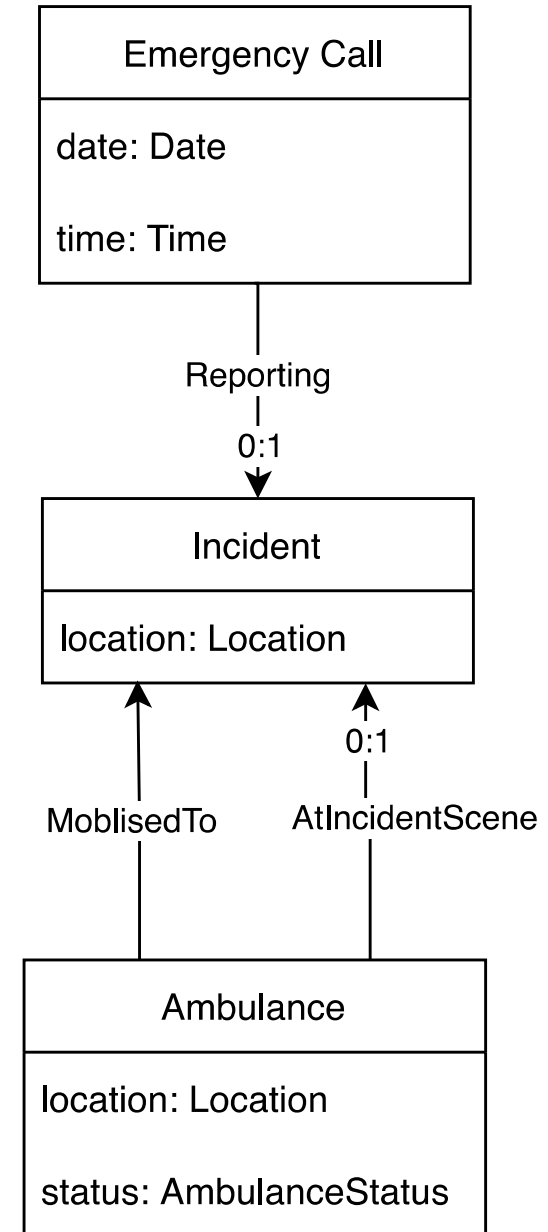 Emergency Call
date: Date
time: Time
Reporting
0:1
Incident
location: Location
0:1
MoblisedTo
AtIncidentScene
Ambulance
location: Location
status: AmbulanceStatus